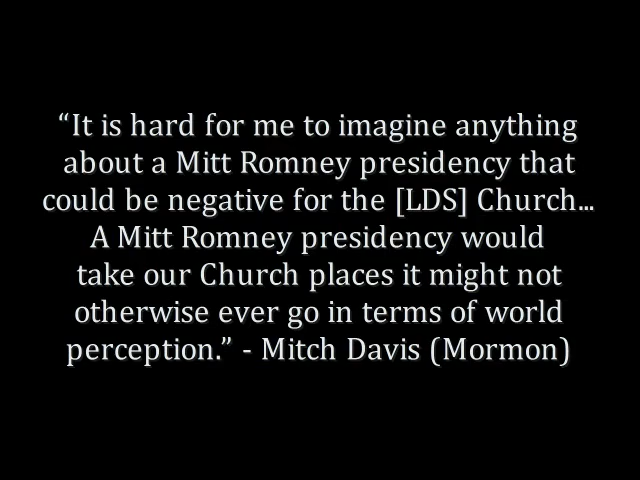 “It is hard for me to imagine anything
about a Mitt Romney presidency that
could be negative for the [LDS] Church...
A Mitt Romney presidency would
take our Church places it might not
otherwise ever go in terms of world
perception.” - Mitch Davis (Mormon)